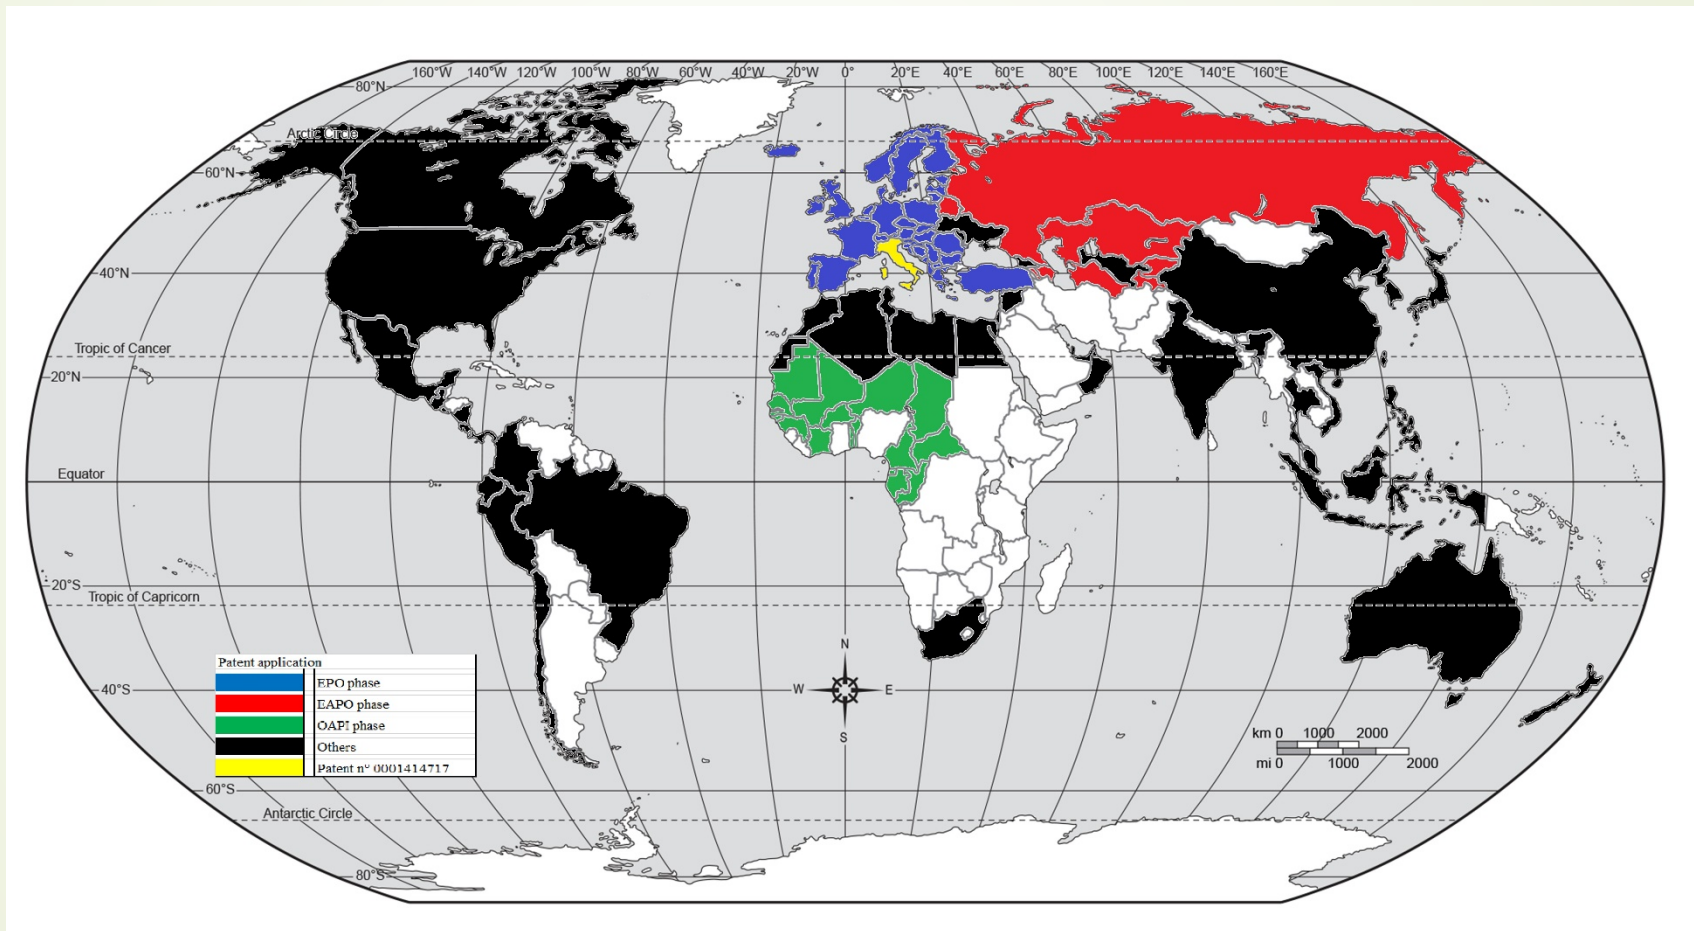 160°W 140°W 120°W 100°W 80°W 60°W 40°W 20°W 0° 20°E 40°E 60°E 80°E 100°E 120°E 140°E 160°E
80°N
Arctic Circle
60°N
40°N
Tropic of Cancer
20°N
Equator
20°S
Tropic of Capricorn
N
W E
S
Patent application
EPO phase
EAPO phase
OAPI phase
Others
Patent n° 0001414717
40°S
km 0 1000 2000
mi 0 1000 2000
60°S
Antarctic Circle
80°S